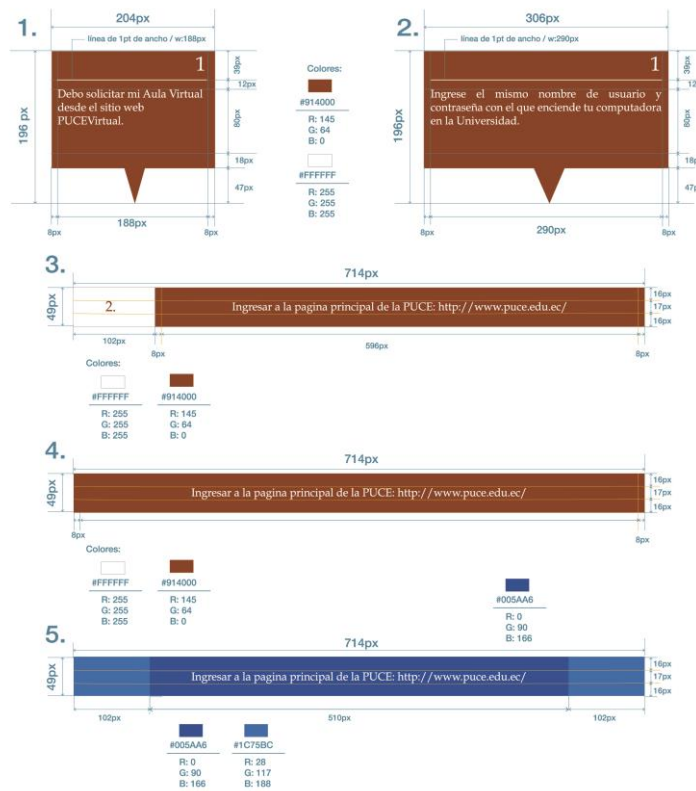 1.
204px
línea de 1pt de ancho / w:188px
196 px
1
Debo solicitar mi Aula Virtual
desde el sitio web
PUCEVirtual.
39px
12px
80px
18px
47px
8px
188px
8px
Colores:
#914000
R: 145
G: 64
B: 0
#FFFFFF
R: 255
G: 255
B: 255
2.
306px
línea de 1pt de ancho / w:290px
196px
1
Ingrese el mismo nombre de usuario y
contraseña con el que enciende tu computadora
en la Universidad.
39px
12p
80px
18p
47px
8px
290px
8px
3.
714px
49px
2.
Ingresar a la pagina principal de la PUCE: http://www.puce.edu.ec/
16px
17px
16px
102px
8px
596px
8px
Colores:
#FFFFFF
R: 255
G: 255
B: 255
#914000
R: 145
G: 64
B: 0
4.
714px
49px
Ingresar a la pagina principal de la PUCE: http://www.puce.edu.ec/
16px
17px
16px
8px
8px
Colores:
#FFFFFF
R: 255
G: 255
B: 255
#914000
R: 145
G: 64
B: 0
#005AA6
R: 0
G: 90
B: 166
5.
714px
49px
Ingresar a la pagina principal de la PUCE: http://www.puce.edu.ec/
16px
17px
16px
102px
510px
102px
#005AA6
R: 0
G: 90
B: 166
#1C75BC
R: 28
G: 117
B: 188